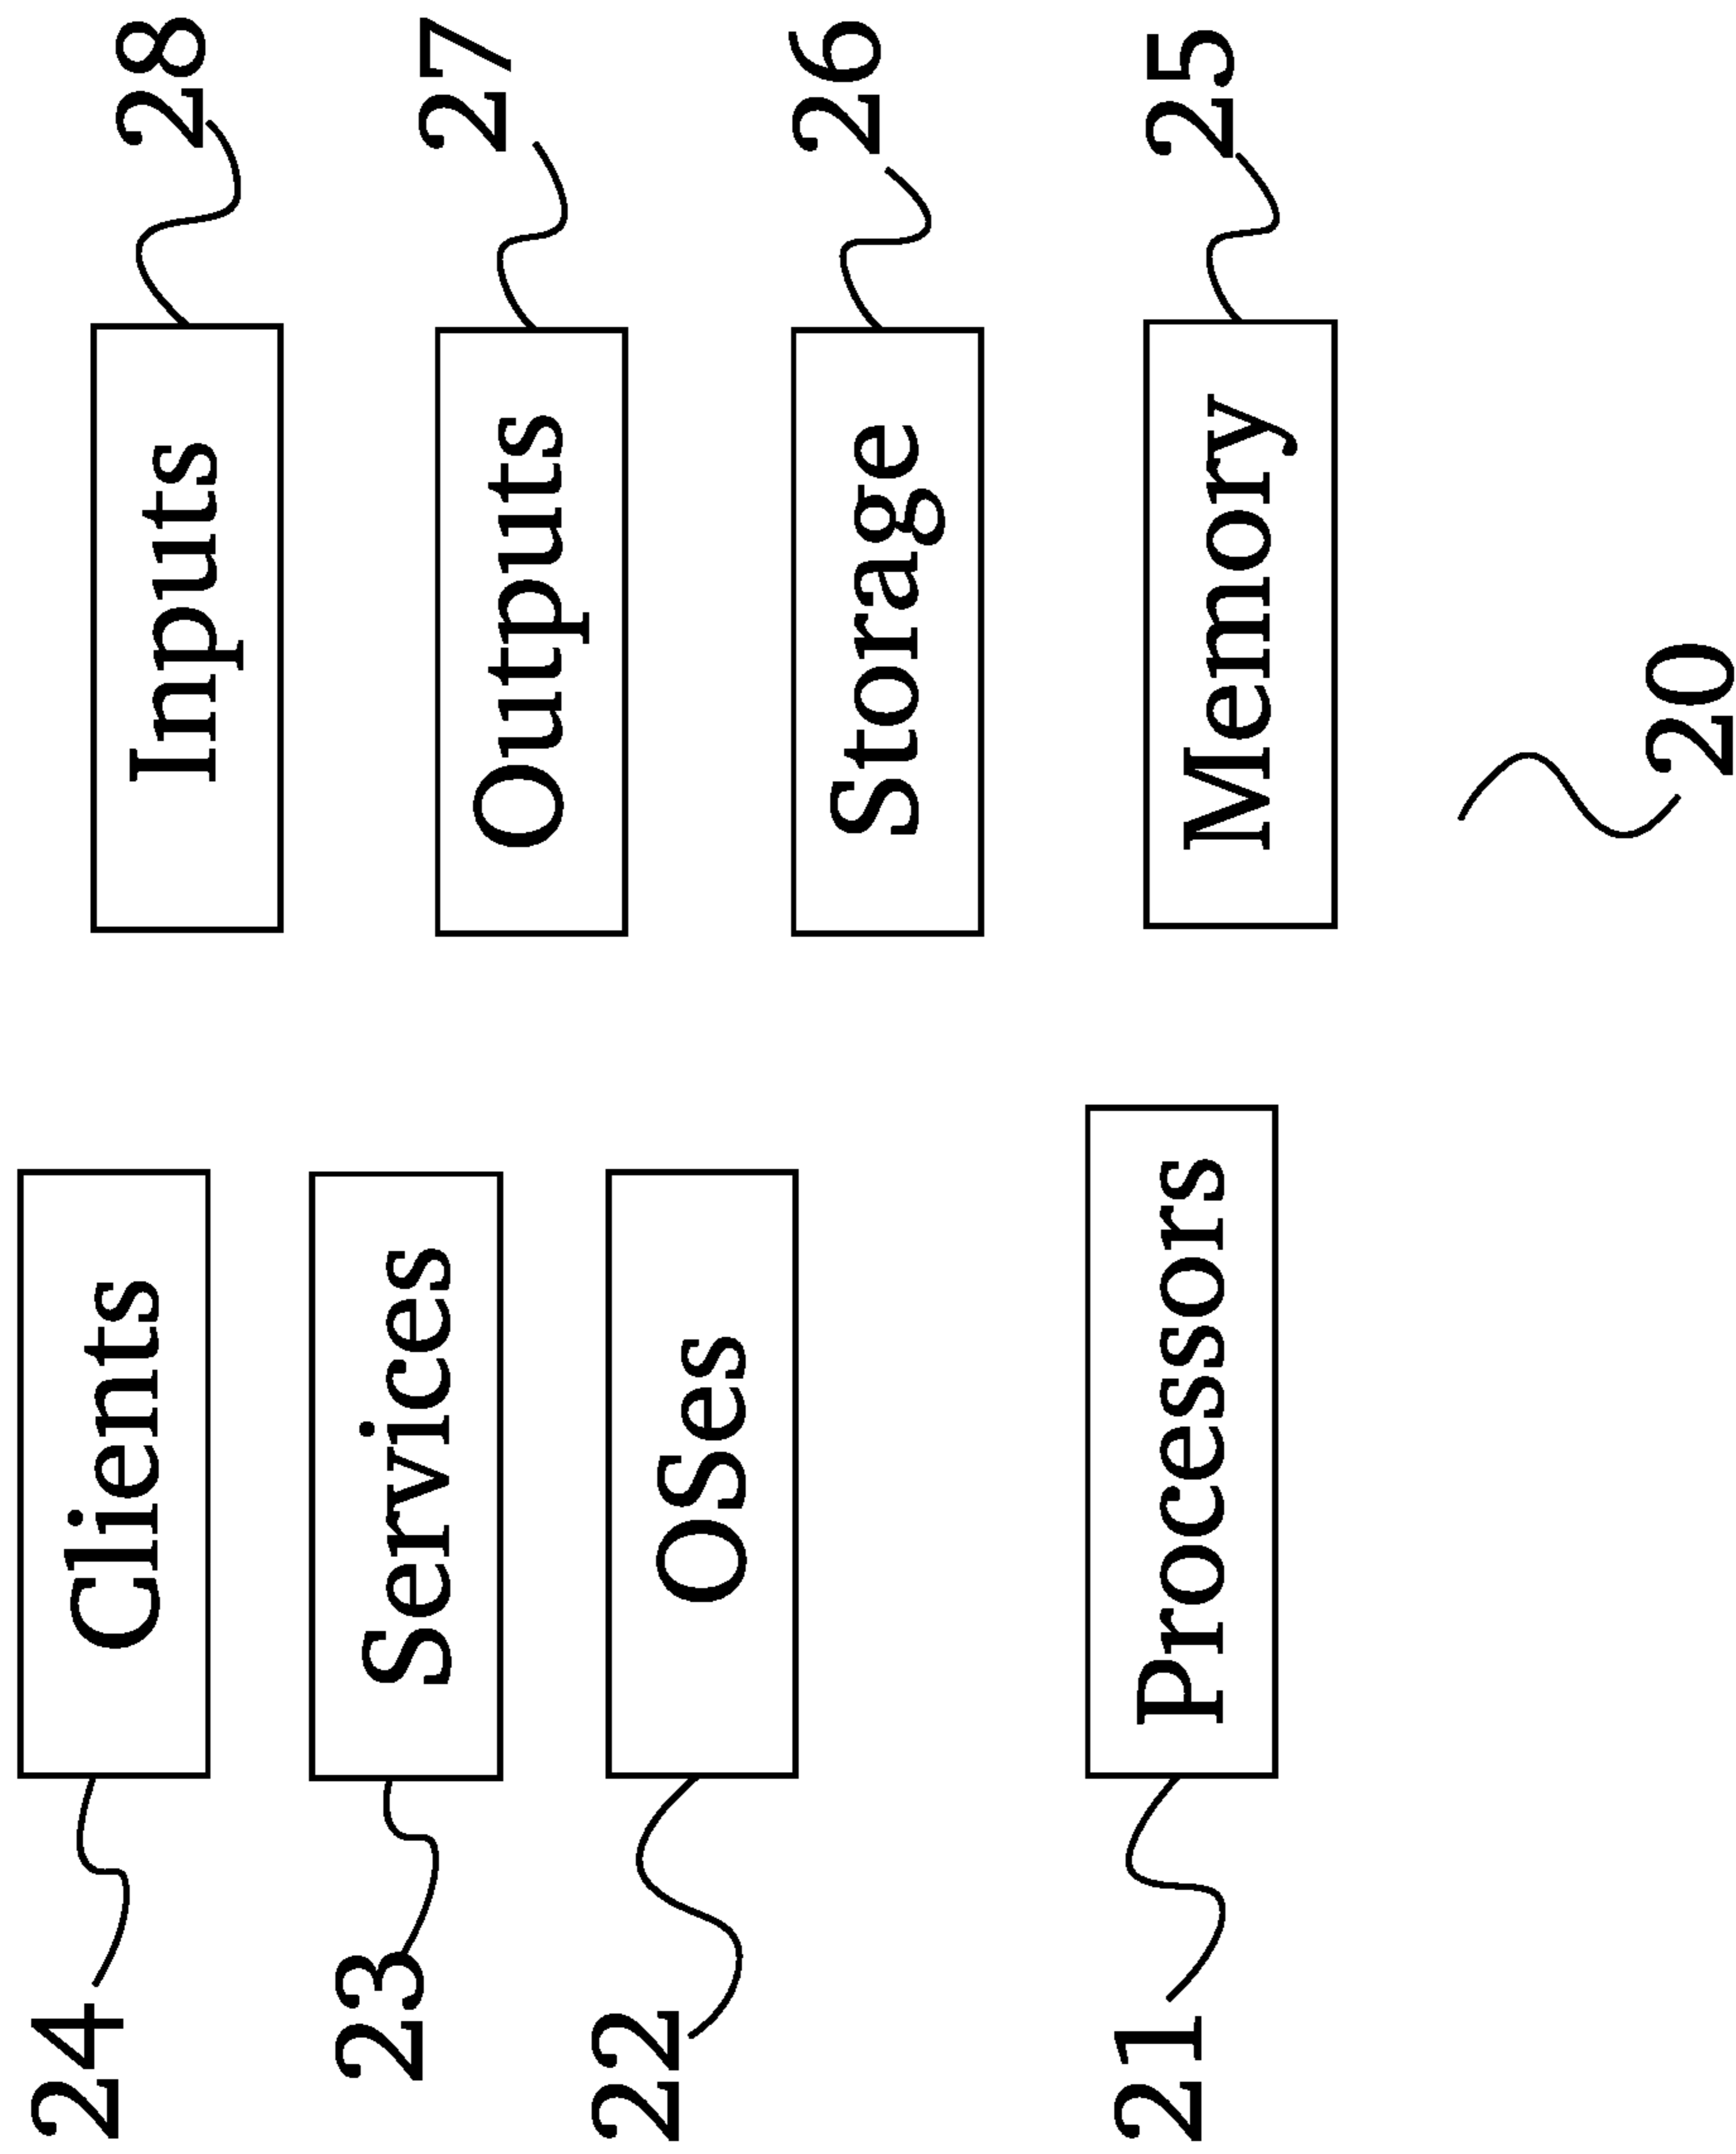 24
Clients
Inputs
28
23
Services
Outputs
27
22
OSes
Storage
26
21
Processors
Memory
25
20